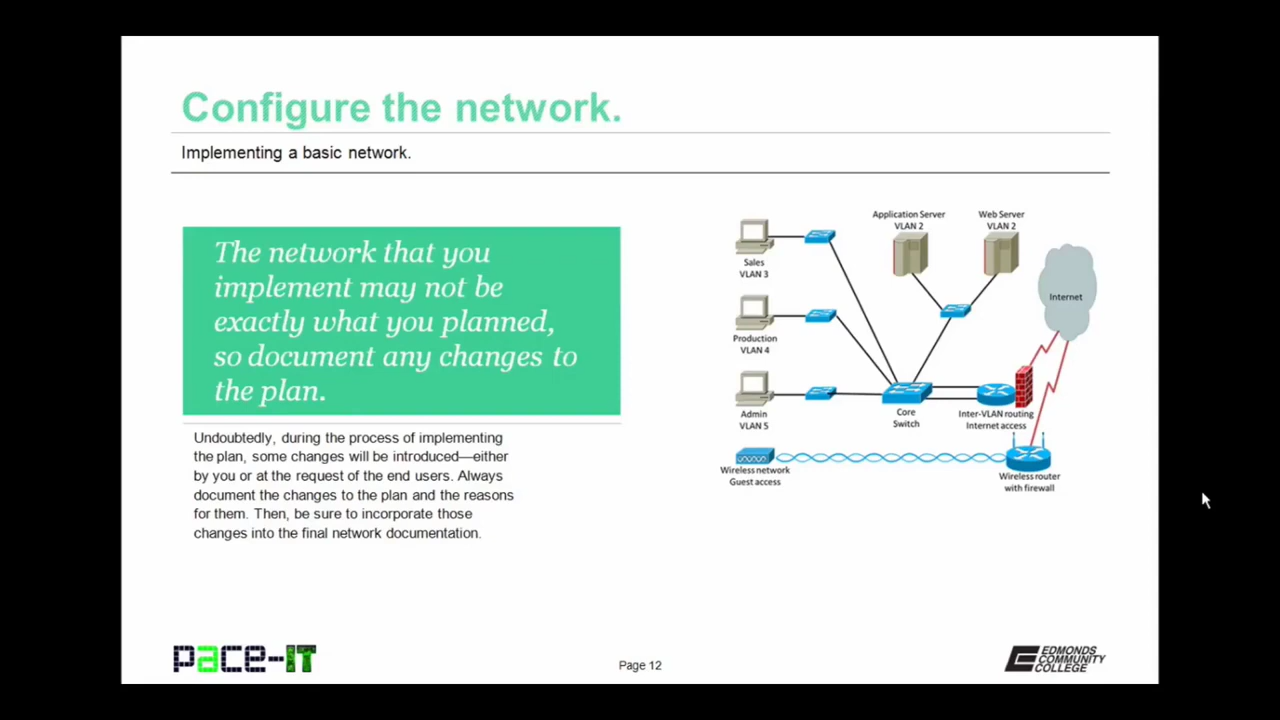 Configure the network.
Implementing a basic network.
The network that you
implement may not be
exactly what you planned,
so document any changes to
the plan.
Undoubtedly, during the process of implementing
the plan, some changes will be introduced—either
by you or at the request of the end users. Always
document the changes to the plan and the reasons
for them. Then, be sure to incorporate those
changes into the final network documentation.
Application Server
VLAN 2
Web Server
VLAN 2
Sales
VLAN 3
Internet
Production
VLAN 4
Admin
VLAN 5
Core
Switch
Inter-VLAN routing
Internet access
Wireless network
Guest access
Wireless router
with firewall
pace-IT
Page 12
EDMONDS
COMMUNITY
COLLEGE